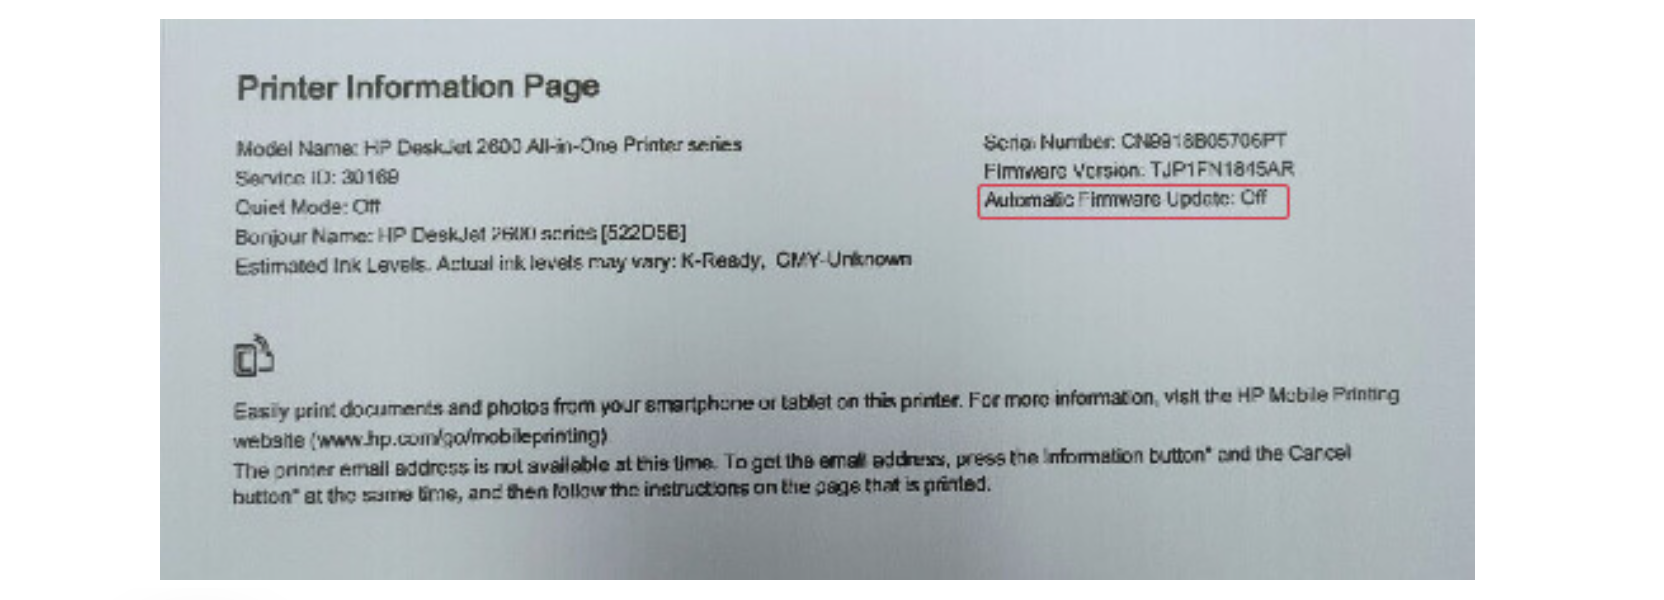 Printer Information Page
Model Name: HP DeskJet 2600 All-in-One Printer series
Serial Number: CN9918B05706PT
Service ID: 30169
Firmware Version: TJP1FN1845AR
Quiet Mode: Off
Automatic Firmware Update: Off
Bonjour Name: HP DeskJet 2600 series [522D5B]
Estimated Ink Levels. Actual ink levels may vary: K-Ready, CMY-Unknown
Easily print documents and photos from your smartphone or tablet on this printer. For more information, visit the HP Mobile Printing
website (www.hp.com/go/mobileprinting)
The printer email address is not available at this time. To get the email address, press the Information button* and the Cancel
button* at the same time, and then follow the instructions on the page that is printed.